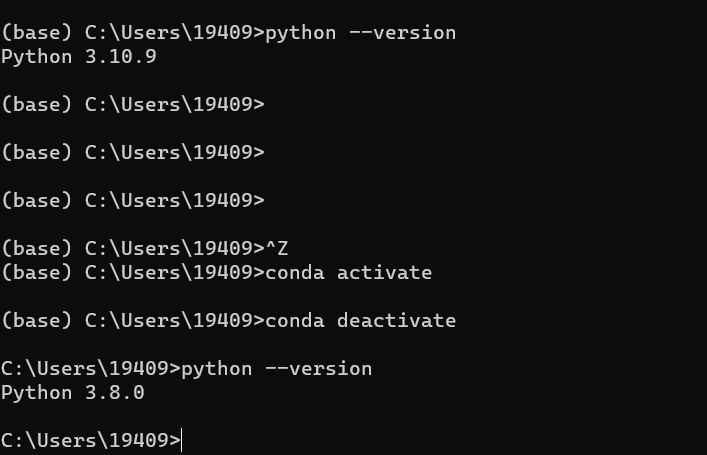 (base) C:\Users\19409>python --version
Python 3.10.9
(base) C:\Users\19409>
(base) C:\Users\19409>
(base) C:\Users\19409>
(base) C:\Users\19409>^Z
(base) C:\Users\19409>conda activate
(base) C:\Users\19409>conda deactivate
C:\Users\19409>python --version
Python 3.8.0
C:\Users\19409>